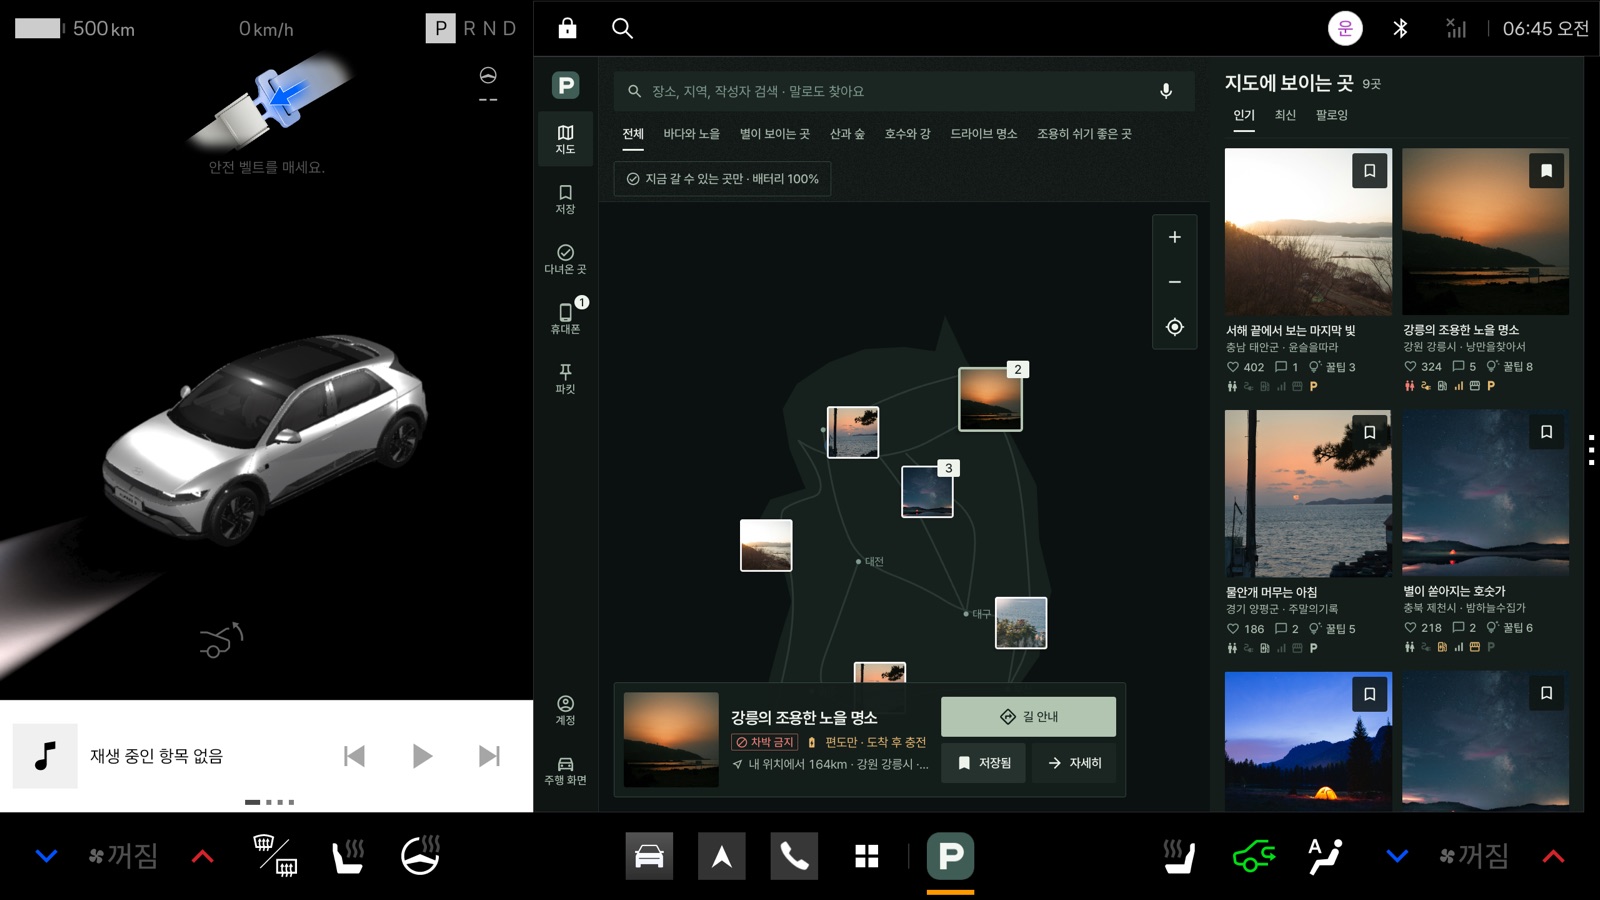 500 km
0 km/h
P R N D
06:45 오전
운
--
안전 벨트를 매세요.
재생 중인 항목 없음
P
지도
저장
다녀온 곳
1
휴대폰
파킷
계정
주행 화면
장소, 지역, 작성자 검색 · 말로도 찾아요
전체 바다와 노을 별이 보이는 곳 산과 숲 호수와 강 드라이브 명소 조용히 쉬기 좋은 곳
지금 갈 수 있는 곳만 · 배터리 100%
+
−
2
3
대전
대구
강릉의 조용한 노을 명소
차박 금지 편도만 · 도착 후 충전
내 위치에서 164km · 강원 강릉시 ·...
길 안내
저장됨
자세히
지도에 보이는 곳 9곳
인기 최신 팔로잉
서해 끝에서 보는 마지막 빛
충남 태안군 · 윤슬을따라
402 1 꿀팁 3
P
강릉의 조용한 노을 명소
강원 강릉시 · 낭만을찾아서
324 5 꿀팁 8
P
물안개 머무는 아침
경기 양평군 · 주말의기록
186 2 꿀팁 5
P
별이 쏟아지는 호숫가
충북 제천시 · 밤하늘수집가
218 2 꿀팁 6
P
꺼짐
P
A
꺼짐